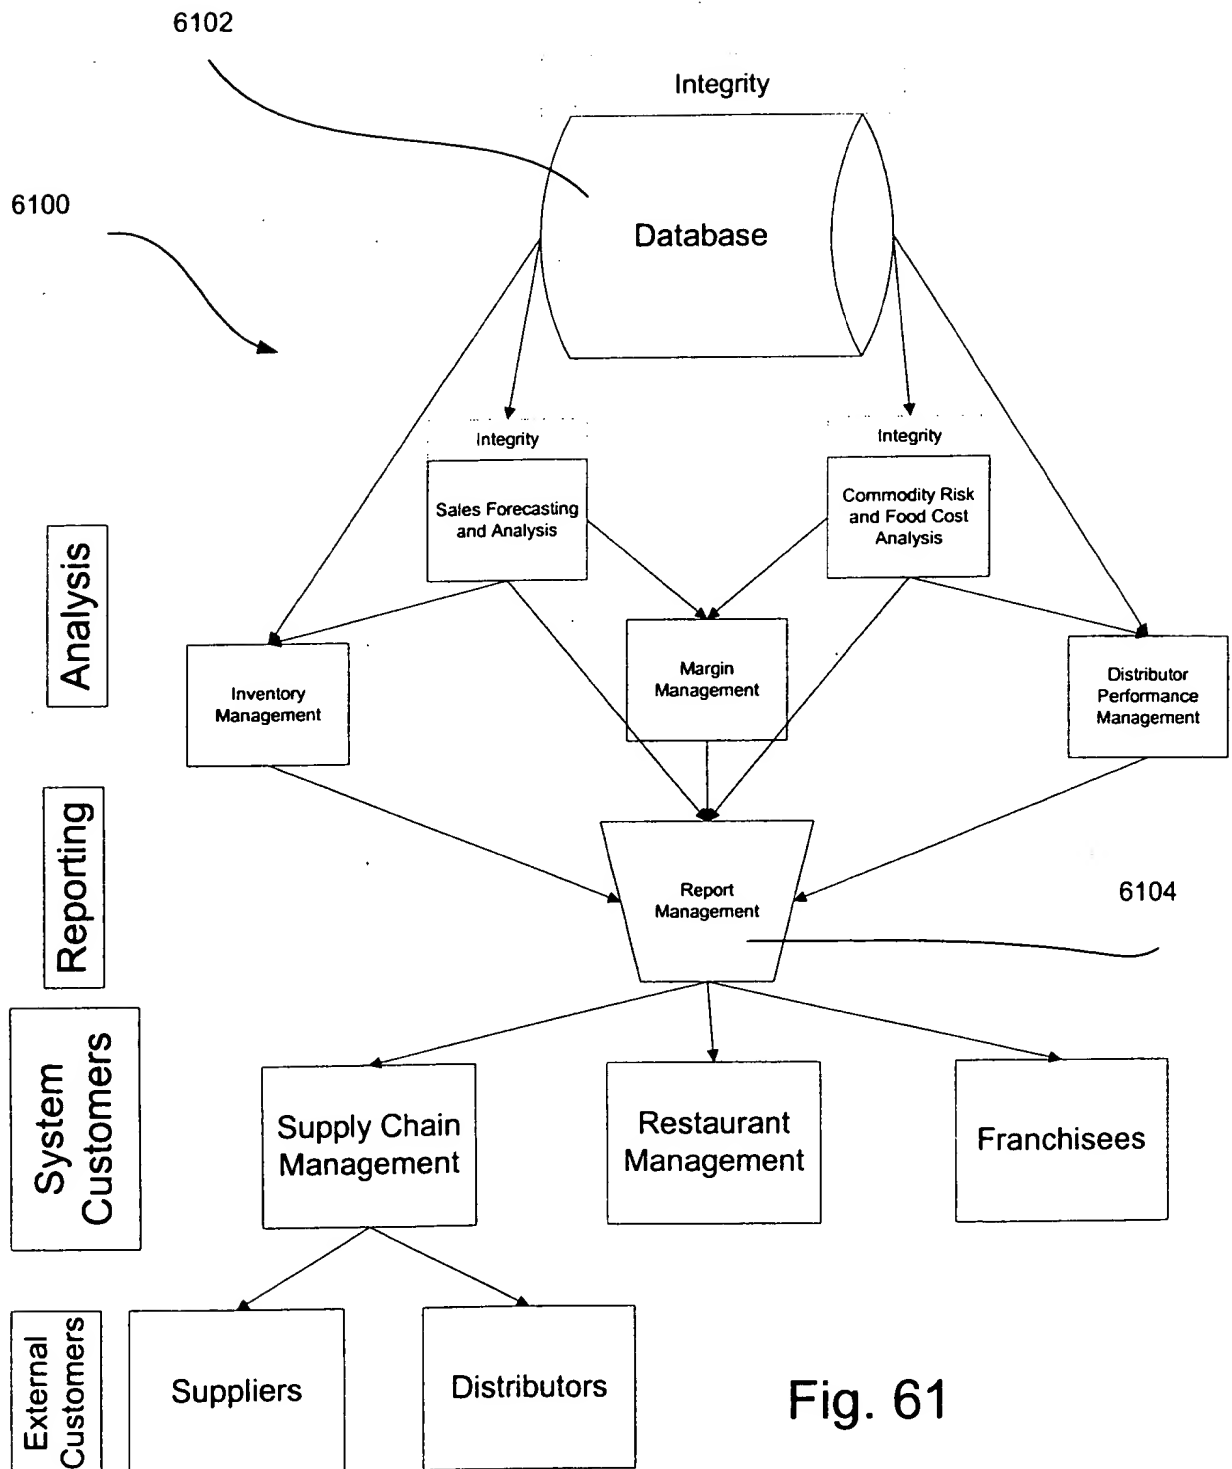 6102
Integrity
6100
Database
Integrity
Sales Forecasting
and Analysis
Integrity
Commodity Risk
and Food Cost
Analysis
Analysis
Inventory
Management
Margin
Management
Distributor
Performance
Management
Reporting
Report
Management
6104
System
Customers
Supply Chain
Management
Restaurant
Management
Franchisees
External
Customers
Suppliers
Distributors
Fig. 61